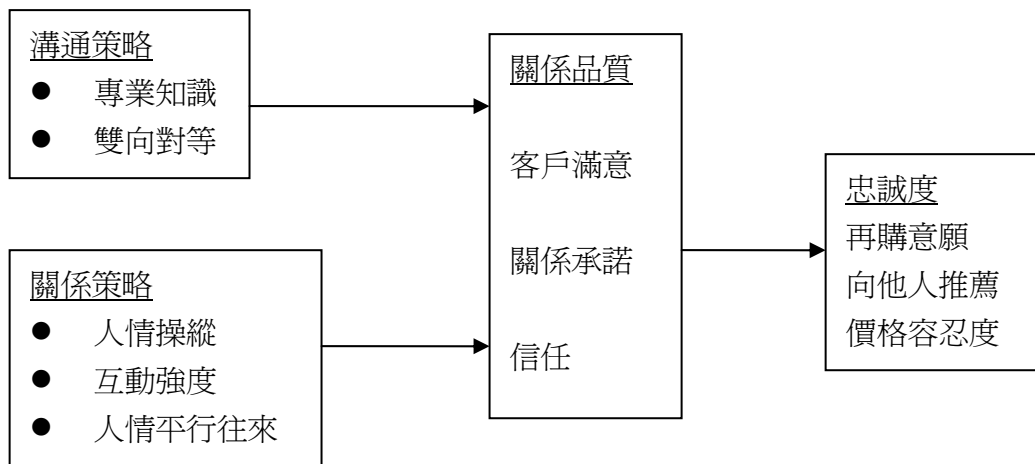 溝通策略
● 專業知識
● 雙向對等
關係策略
● 人情操縱
● 互動強度
● 人情平行往來
關係品質
客戶滿意
關係承諾
信任
忠誠度
再購意願
向他人推薦
價格容忍度